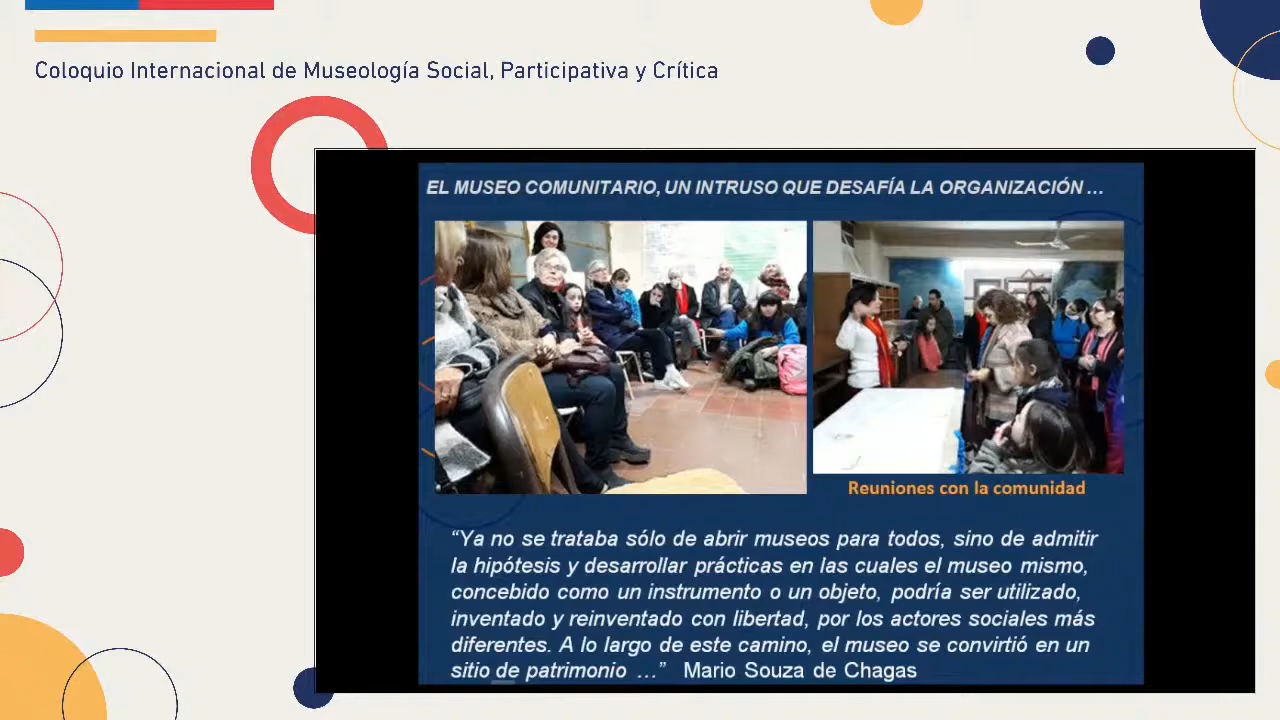 Coloquio Internacional de Museología Social, Participativa y Crítica
EL MUSEO COMUNITARIO, UN INTRUSO QUE DESAFÍA LA ORGANIZACIÓN ...
Reuniones con la comunidad
“Ya no se trataba sólo de abrir museos para todos, sino de admitir
la hipótesis y desarrollar prácticas en las cuales el museo mismo,
concebido como un instrumento o un objeto, podría ser utilizado,
inventado y reinventado con libertad, por los actores sociales más
diferentes. A lo largo de este camino, el museo se convirtió en un
sitio de patrimonio …” Mario Souza de Chagas